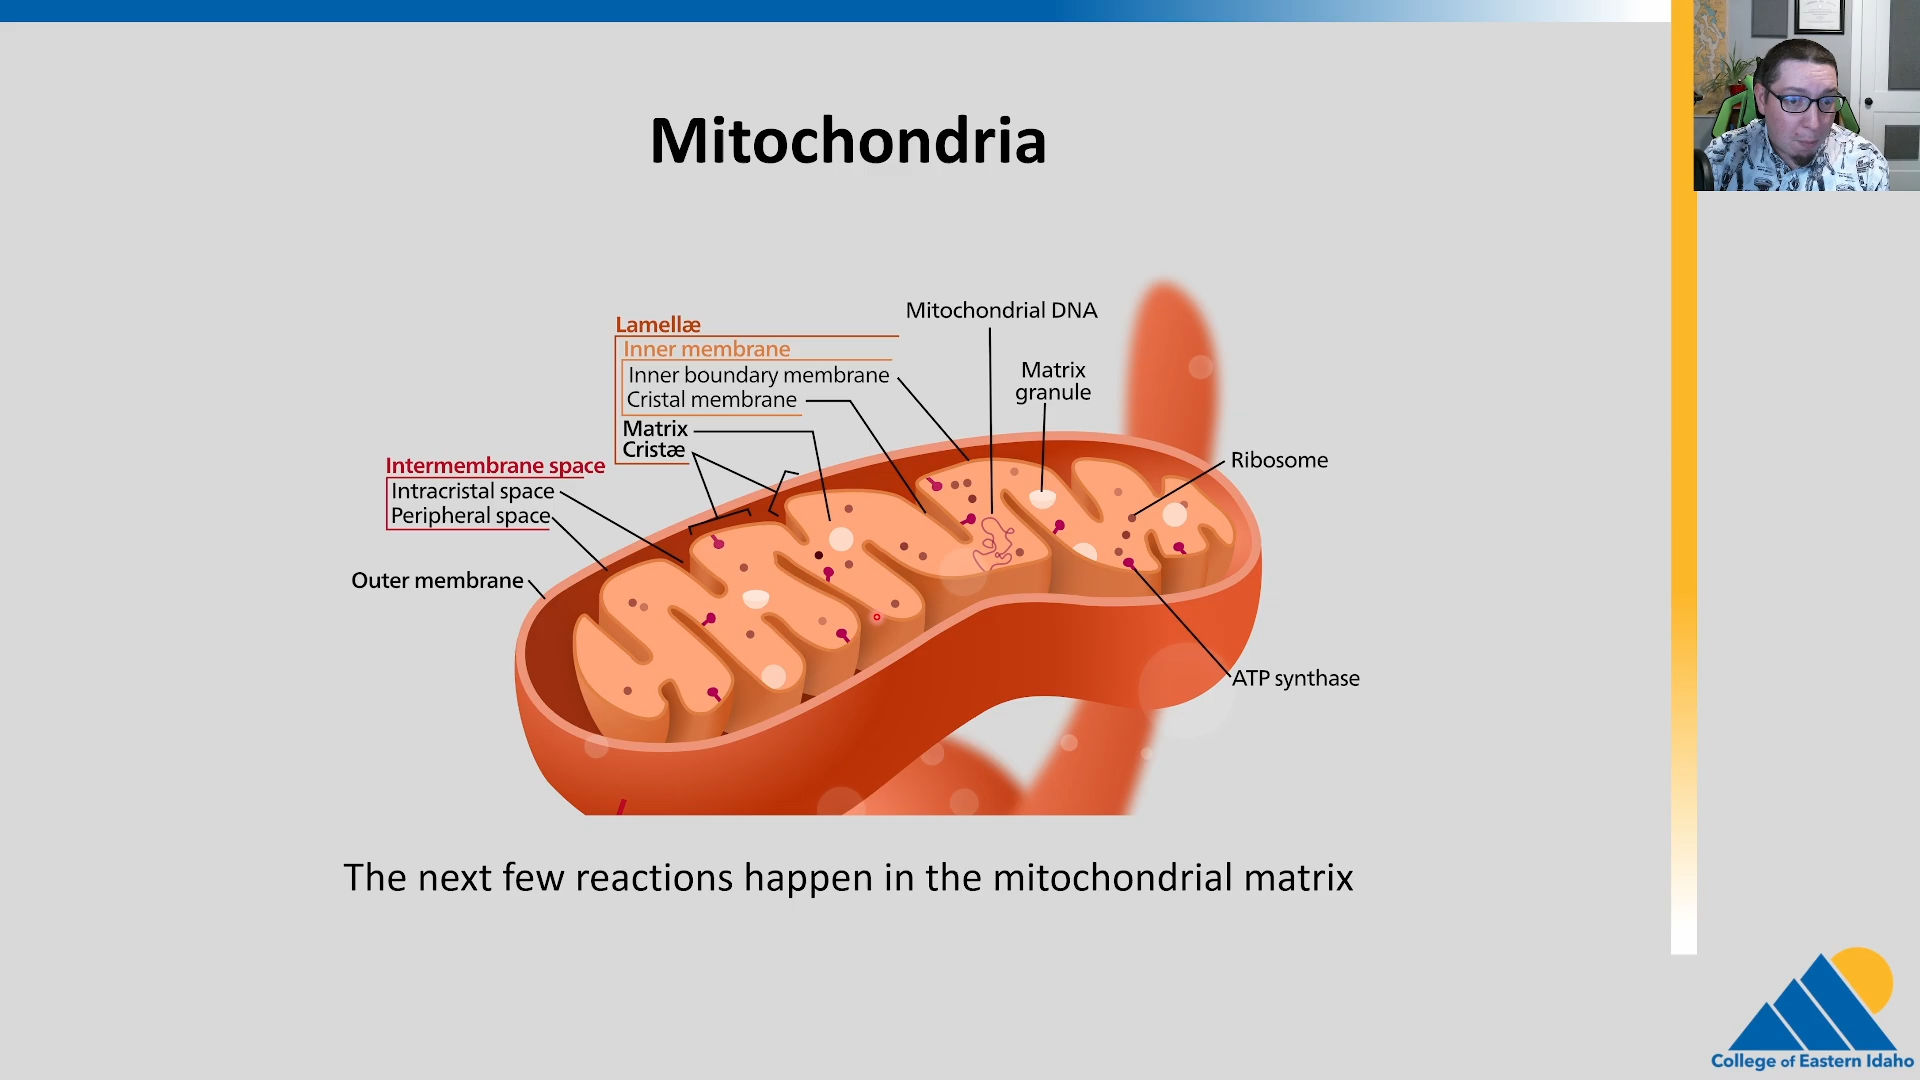 Mitochondria
Mitochondrial DNA
Lamellæ
Inner membrane
Inner boundary membrane
Cristal membrane
Matrix
Cristæ
Matrix
granule
Intermembrane space
Intracristal space
Peripheral space
Ribosome
Outer membrane
ATP synthase
The next few reactions happen in the mitochondrial matrix
College of Eastern Idaho